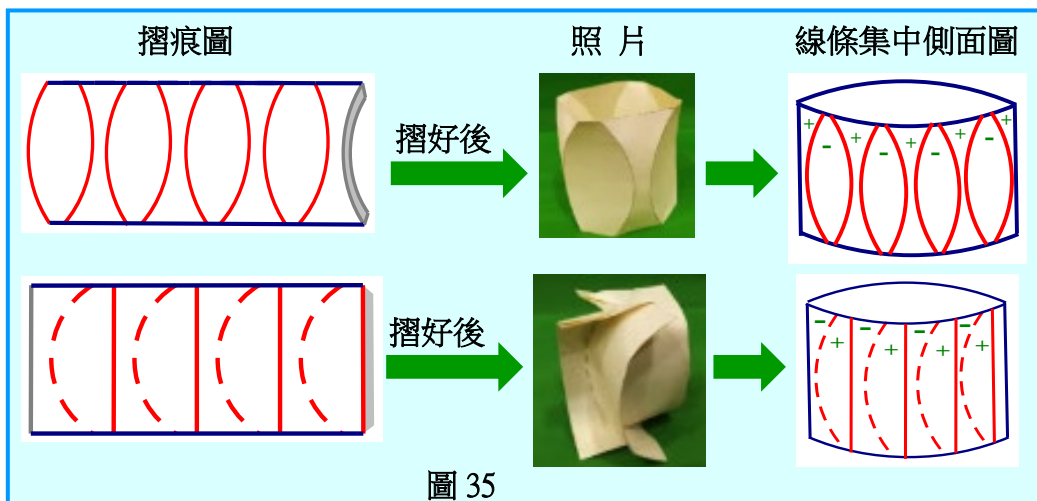 摺痕圖
照 片
線條集中側面圖
摺好後
+ - + - + - + - +
摺好後
- + - + - + - +
圖 35